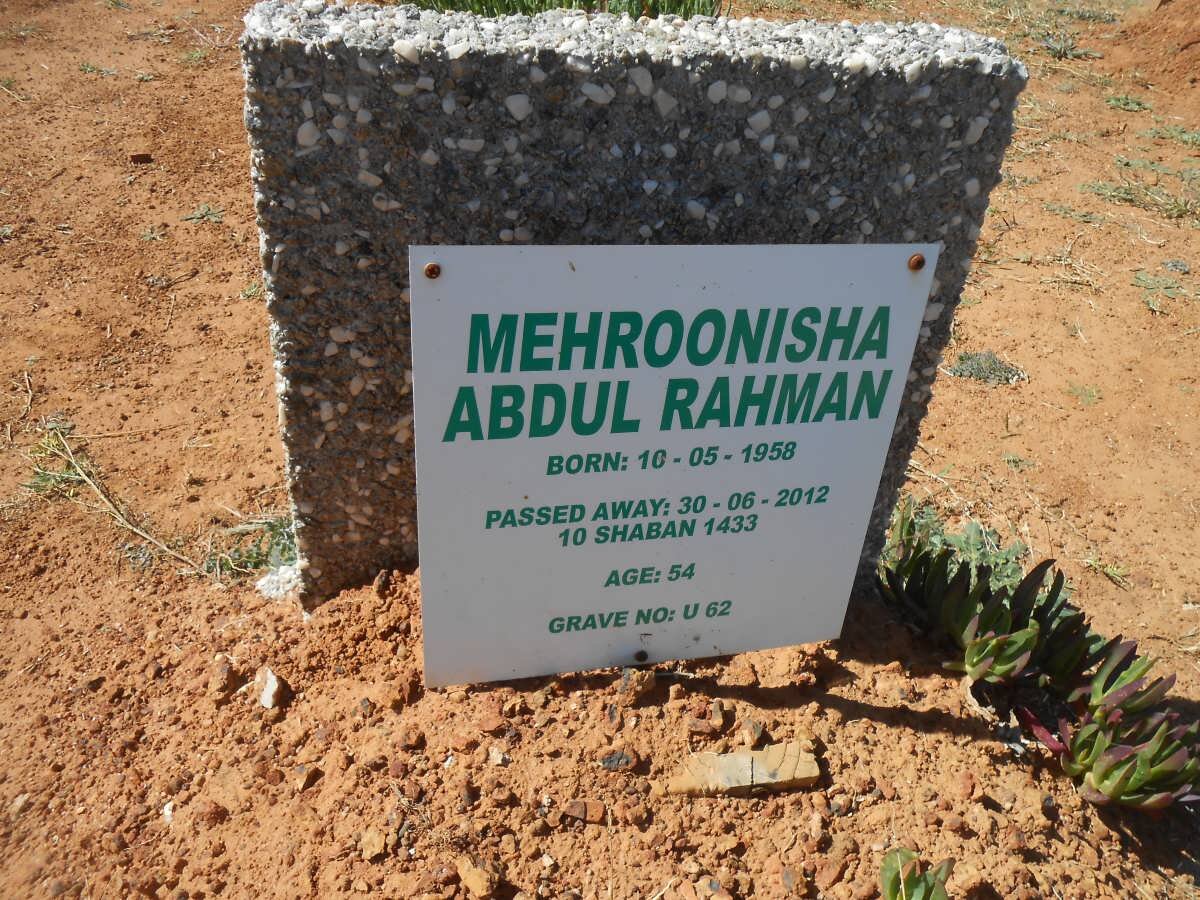 MEHROONISHA
ABDUL RAHMAN
BORN: 10 - 05 - 1958
PASSED AWAY: 30 - 06 - 2012
10 SHABAN 1433
AGE: 54
GRAVE NO: U 62